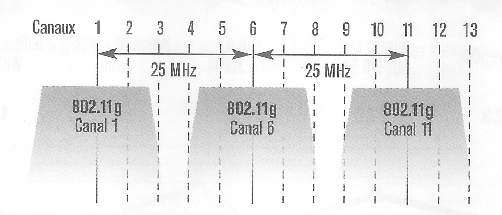 Canaux 1 2 3 4 5 6 7 8 9 10 11 12 13
25 MHz 25 MHz
802.11g 802.11g 802.11g
Canal 1 Canal 6 Canal 11